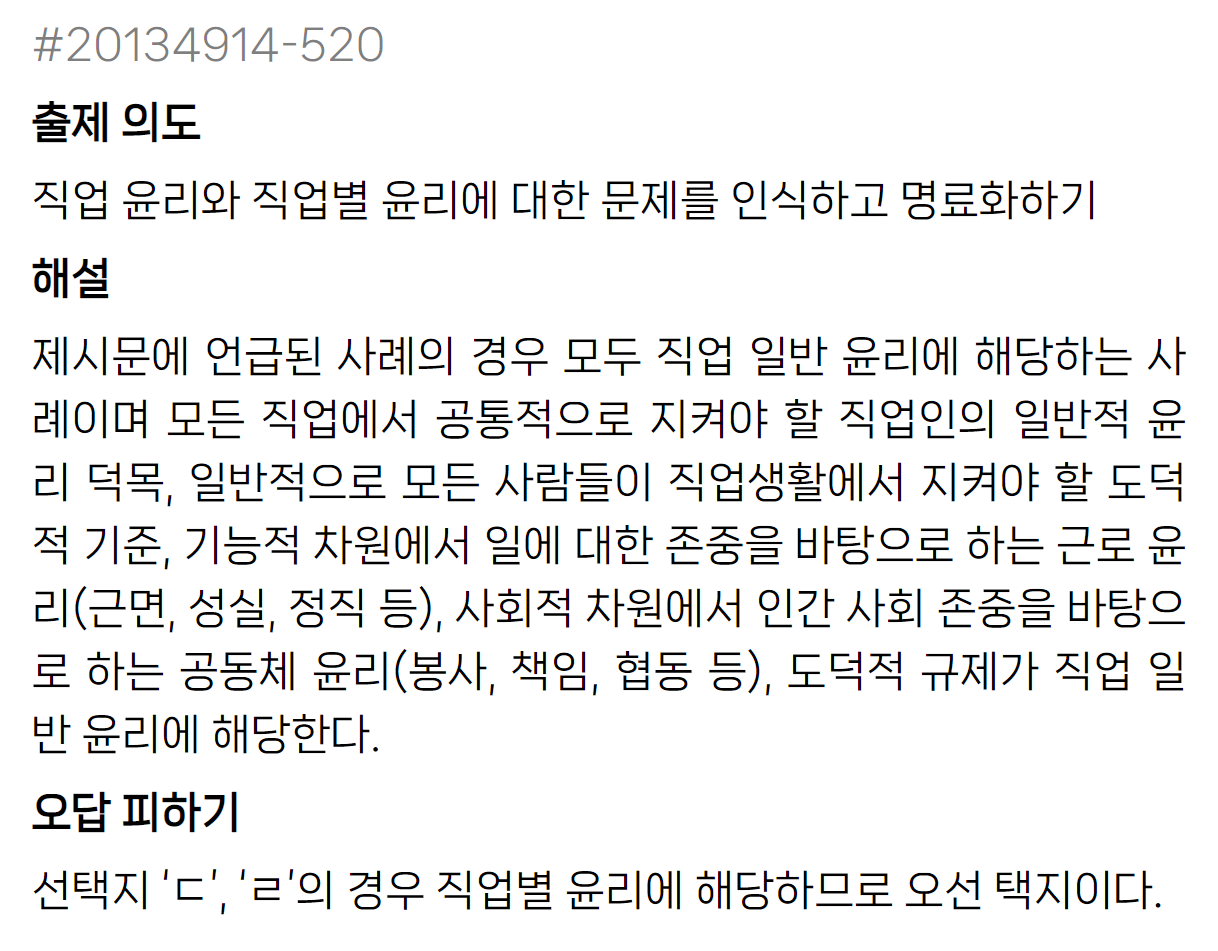 #20134914-520
출제 의도
직업 윤리와 직업별 윤리에 대한 문제를 인식하고 명료화하기
해설
제시문에 언급된 사례의 경우 모두 직업 일반 윤리에 해당하는 사
례이며 모든 직업에서 공통적으로 지켜야 할 직업인의 일반적 윤
리 덕목, 일반적으로 모든 사람들이 직업생활에서 지켜야 할 도덕
적 기준, 기능적 차원에서 일에 대한 존중을 바탕으로 하는 근로 윤
리(근면, 성실, 정직 등), 사회적 차원에서 인간 사회 존중을 바탕으
로 하는 공동체 윤리(봉사, 책임, 협동 등), 도덕적 규제가 직업 일
반 윤리에 해당한다.
오답 피하기
선택지 ‘ㄷ’, ‘ㄹ’의 경우 직업별 윤리에 해당하므로 오선 택지이다.